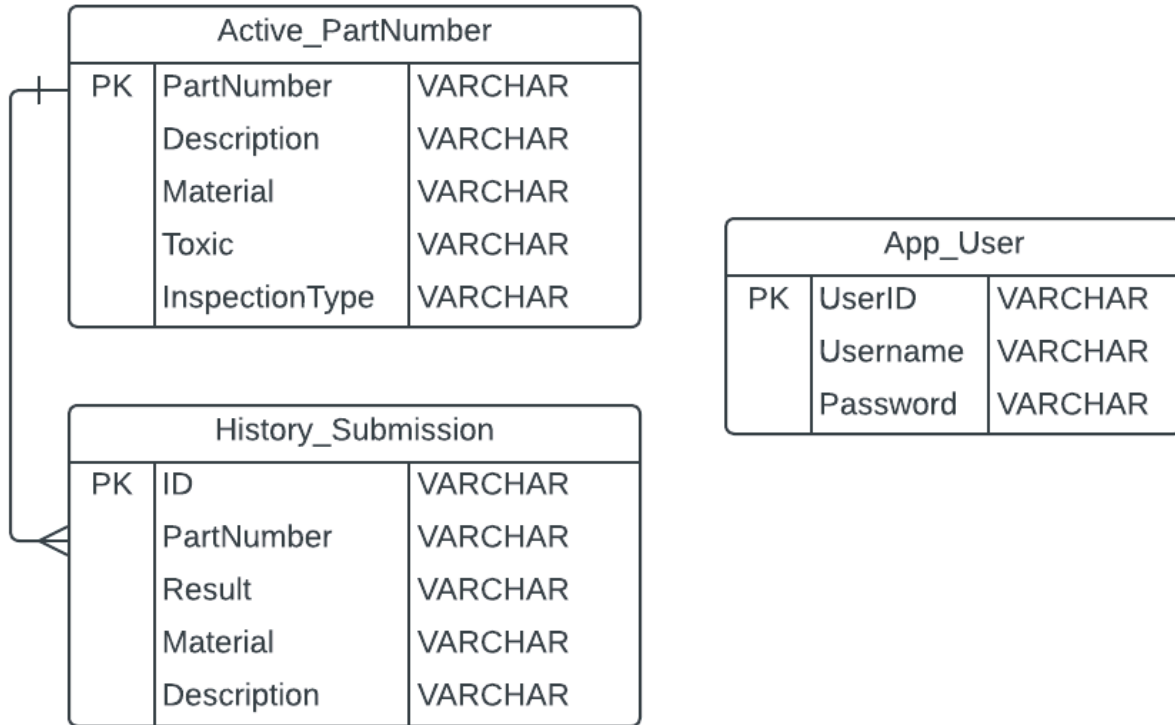 Active_PartNumber
PK PartNumber VARCHAR
Description VARCHAR
Material VARCHAR
Toxic VARCHAR
InspectionType VARCHAR
History_Submission
PK ID VARCHAR
PartNumber VARCHAR
Result VARCHAR
Material VARCHAR
Description VARCHAR
App_User
PK UserID VARCHAR
Username VARCHAR
Password VARCHAR